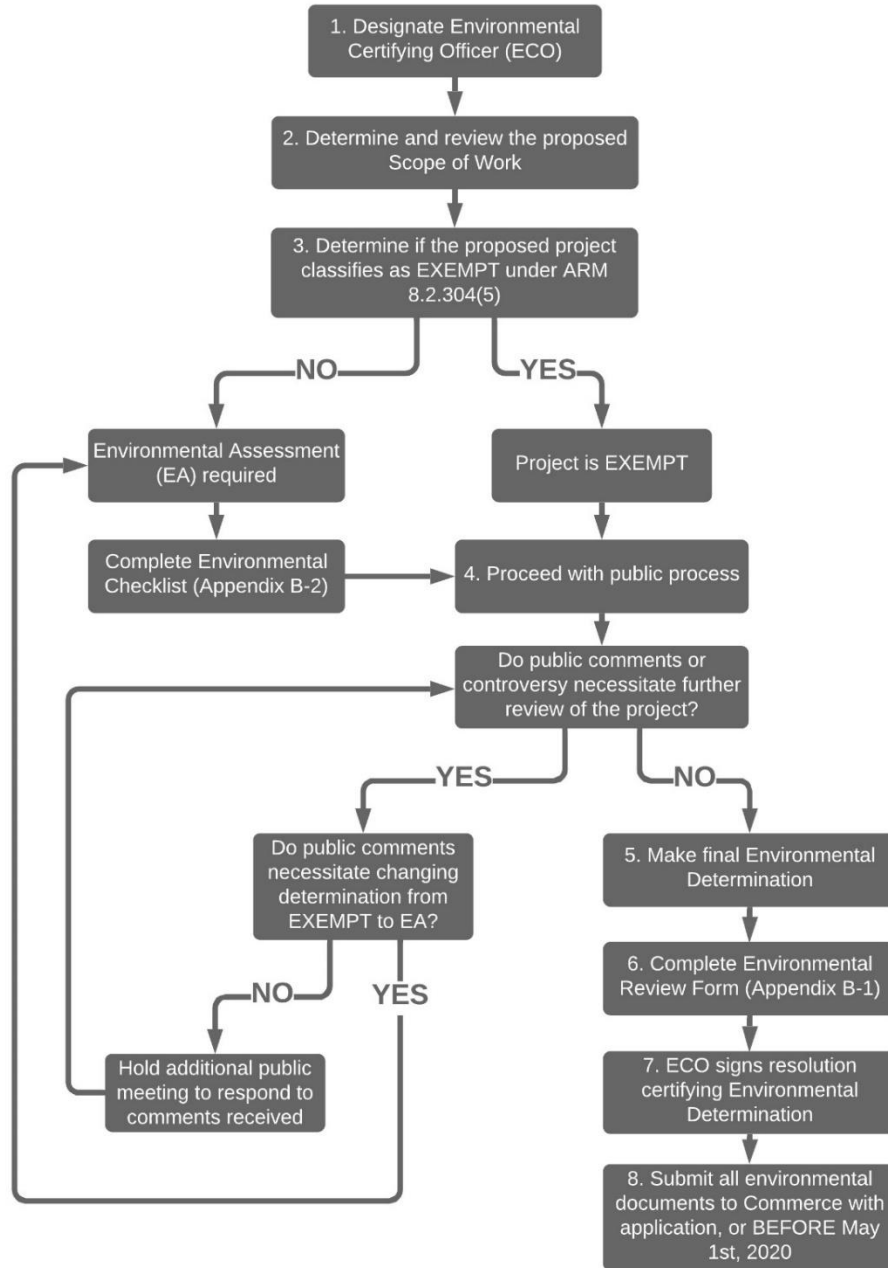 1. Designate Environmental
Certifying Officer (ECO)
2. Determine and review the proposed
Scope of Work
3. Determine if the proposed project
classifies as EXEMPT under ARM
8.2.304(5)
NO
YES
Environmental Assessment
(EA) required
Project is EXEMPT
Complete Environmental
Checklist (Appendix B-2)
4. Proceed with public process
Do public comments or
controversy necessitate further
review of the project?
YES
NO
Do public comments
necessitate changing
determination from
EXEMPT to EA?
5. Make final Environmental
Determination
6. Complete Environmental
Review Form (Appendix B-1)
NO
YES
Hold additional public
meeting to respond to
comments received
7. ECO signs resolution
certifying Environmental
Determination
8. Submit all environmental
documents to Commerce with
application, or BEFORE May
1st, 2020